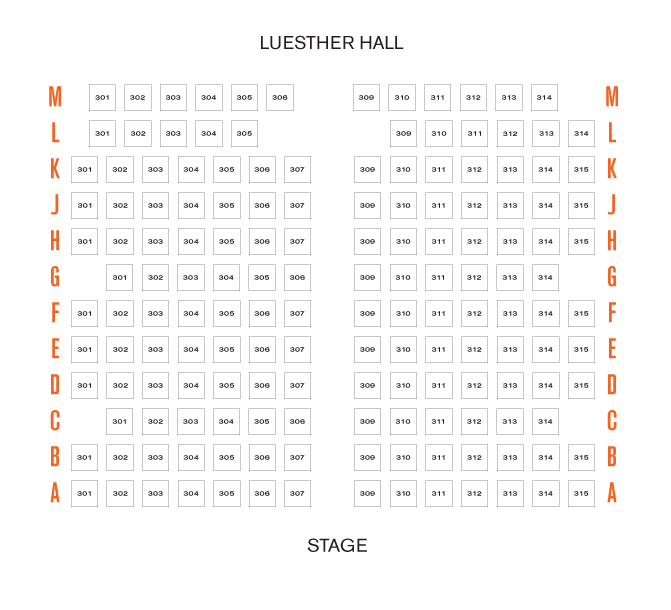 LUESTHER HALL
M 301 302 303 304 305 306 309 310 311 312 313 314 M
L 301 302 303 304 305 309 310 311 312 313 314 L
K 301 302 303 304 305 306 307 309 310 311 312 313 314 315 K
J 301 302 303 304 305 306 307 309 310 311 312 313 314 315 J
H 301 302 303 304 305 306 307 309 310 311 312 313 314 315 H
G 301 302 303 304 305 306 309 310 311 312 313 314 G
F 301 302 303 304 305 306 307 309 310 311 312 313 314 315 F
E 301 302 303 304 305 306 307 309 310 311 312 313 314 315 E
D 301 302 303 304 305 306 307 309 310 311 312 313 314 315 D
C 301 302 303 304 305 306 309 310 311 312 313 314 C
B 301 302 303 304 305 306 307 309 310 311 312 313 314 315 B
A 301 302 303 304 305 306 307 309 310 311 312 313 314 315 A
STAGE